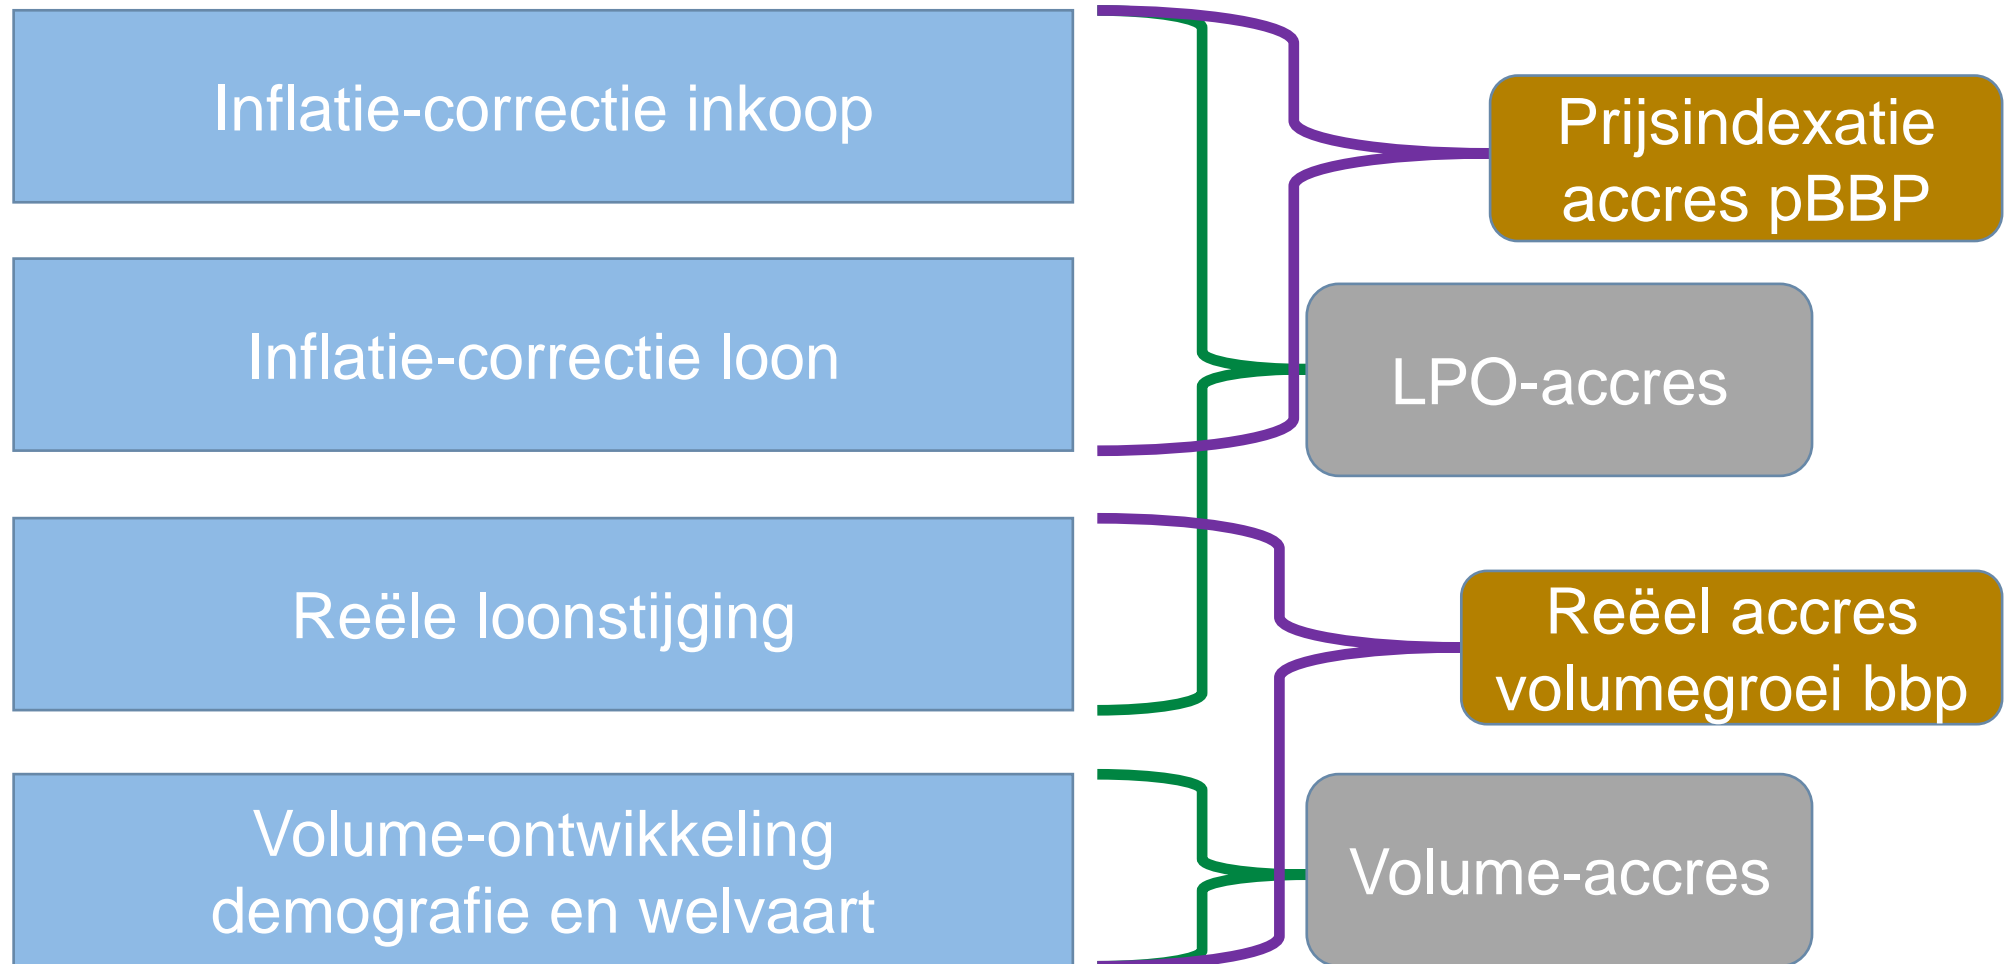 Inflatie-correctie inkoop
Inflatie-correctie loon
Reële loonstijging
Volume-ontwikkeling
demografie en welvaart
Prijsindexatie
accres pBBP
LPO-accres
Reëel accres
volumegroei bbp
Volume-accres